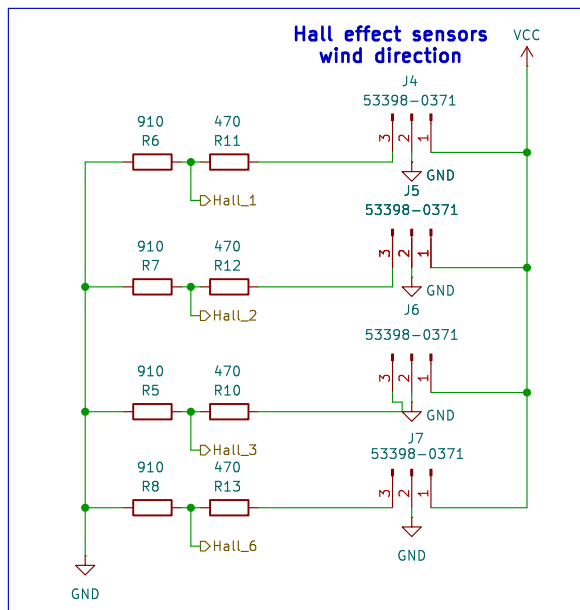 Hall effect sensors
wind direction
VCC
J4
53398-0371
910
R6
470
R11
3
2
1
GND
Hall_1
J5
53398-0371
910
R7
470
R12
3
2
1
GND
Hall_2
J6
53398-0371
910
R5
470
R10
3
2
1
GND
Hall_3
J7
53398-0371
910
R8
470
R13
3
2
1
Hall_6
GND
GND